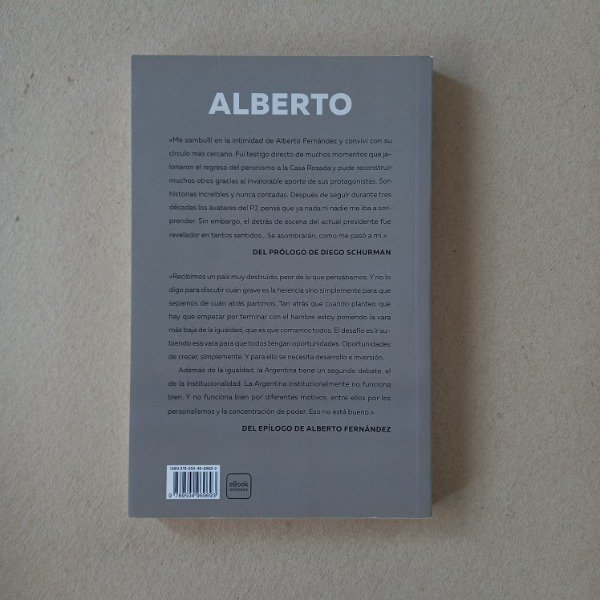 ALBERTO
«Me zambullí en la intimidad de Alberto Fernández y conviví con su
círculo más cercano. Fui testigo directo de muchos momentos que ja-
lonaron el regreso del peronismo a la Casa Rosada y pude reconstruir
muchos otros gracias al invalorable aporte de sus protagonistas. Son
historias increíbles y nunca contadas. Después de seguir durante tres
décadas los avatares del PJ, pensé que ya nada ni nadie me iba a sor-
prender. Sin embargo, el detrás de escena del actual presidente fue
revelador en tantos sentidos... Se asombrarán, como me pasó a mí.»
DEL PRÓLOGO DE DIEGO SCHURMAN
«Recibimos un país muy destruido, peor de lo que pensábamos. Y no lo
digo para discutir cuán grave es la herencia sino simplemente para que
sepamos de cuán atrás partimos. Tan atrás que cuando planteo que
hay que empezar por terminar con el hambre estoy poniendo la vara
más baja de la igualdad, que es que comamos todos. El desafío es ir su-
biendo esa vara para que todos tengan oportunidades. Oportunidades
de crecer, simplemente. Y para ello se necesita desarrollo e inversión.
Además de la igualdad, la Argentina tiene un segundo debate, el
de la institucionalidad. La Argentina institucionalmente no funciona
bien. Y no funciona bien por diferentes motivos, entre ellos por los
personalismos y la concentración de poder. Eso no está bueno.»
DEL EPÍLOGO DE ALBERTO FERNÁNDEZ
eBook
DISPONIBLE